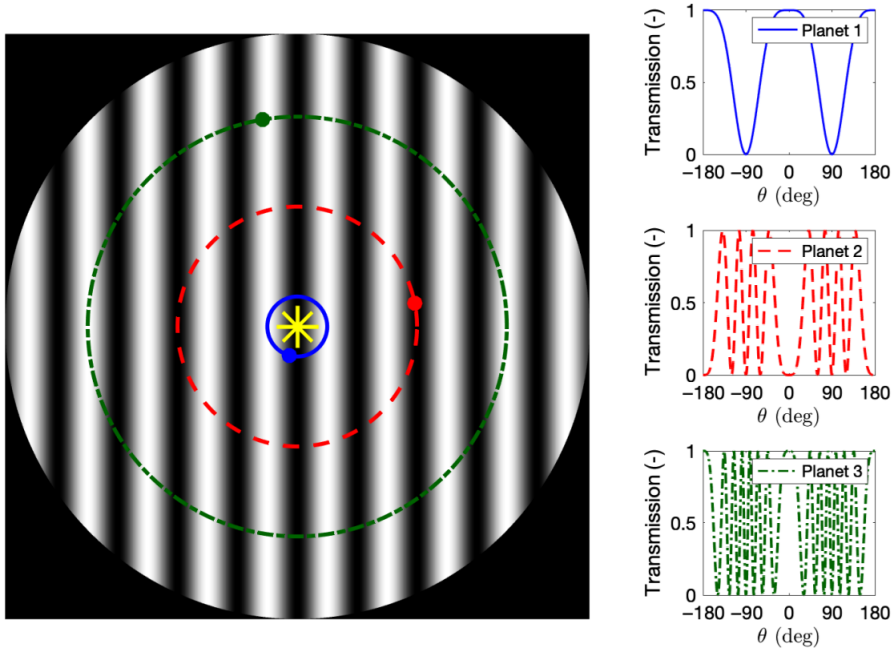 Transmission (-)
1
0.5
0
Planet 1
-180 -90 0 90 180
θ (deg)
Transmission (-)
1
0.5
0
Planet 2
-180 -90 0 90 180
θ (deg)
Transmission (-)
1
0.5
0
Planet 3
-180 -90 0 90 180
θ (deg)